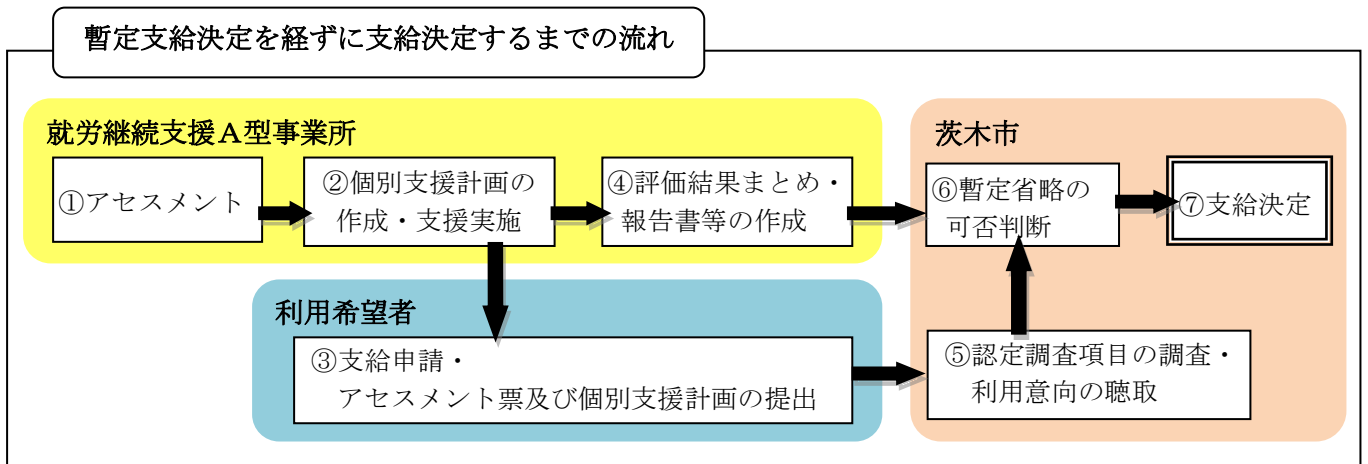 暫定支給決定を経ずに支給決定するまでの流れ
就労継続支援Ａ型事業所
①アセスメント
②個別支援計画の
作成・支援実施
④評価結果まとめ・
報告書等の作成
利用希望者
③支給申請・
アセスメント票及び個別支援計画の提出
茨木市
⑥暫定省略の
可否判断
⑦支給決定
⑤認定調査項目の調査・
利用意向の聴取